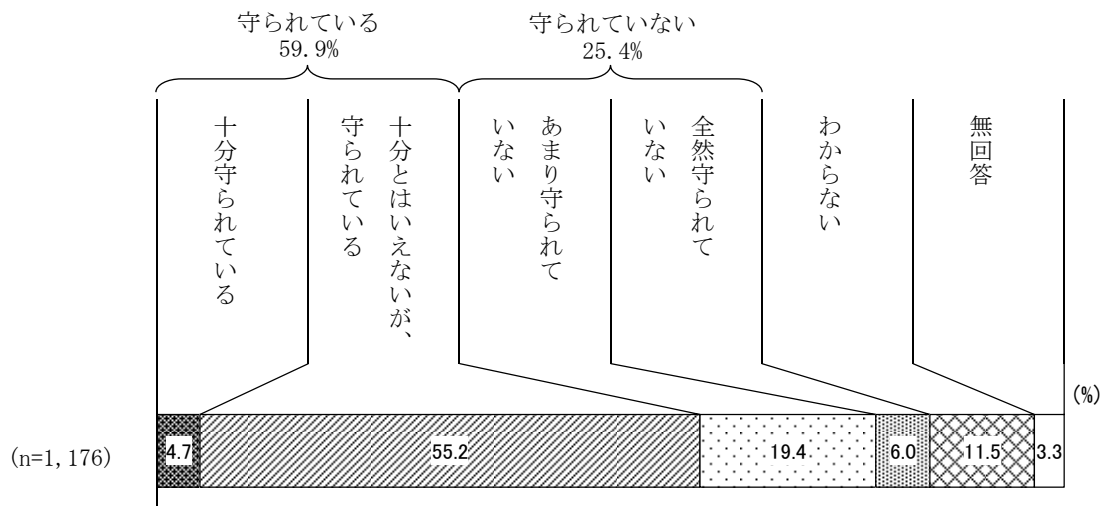 守られている
59.9%
守られていない
25.4%
十分守られている
十分とはいえないが、
守られている
あまり守られて
いない
全然守られて
いない
わからない
無回答
(%)
(n=1,176)
4.7
55.2
19.4
6.0
11.5
3.3